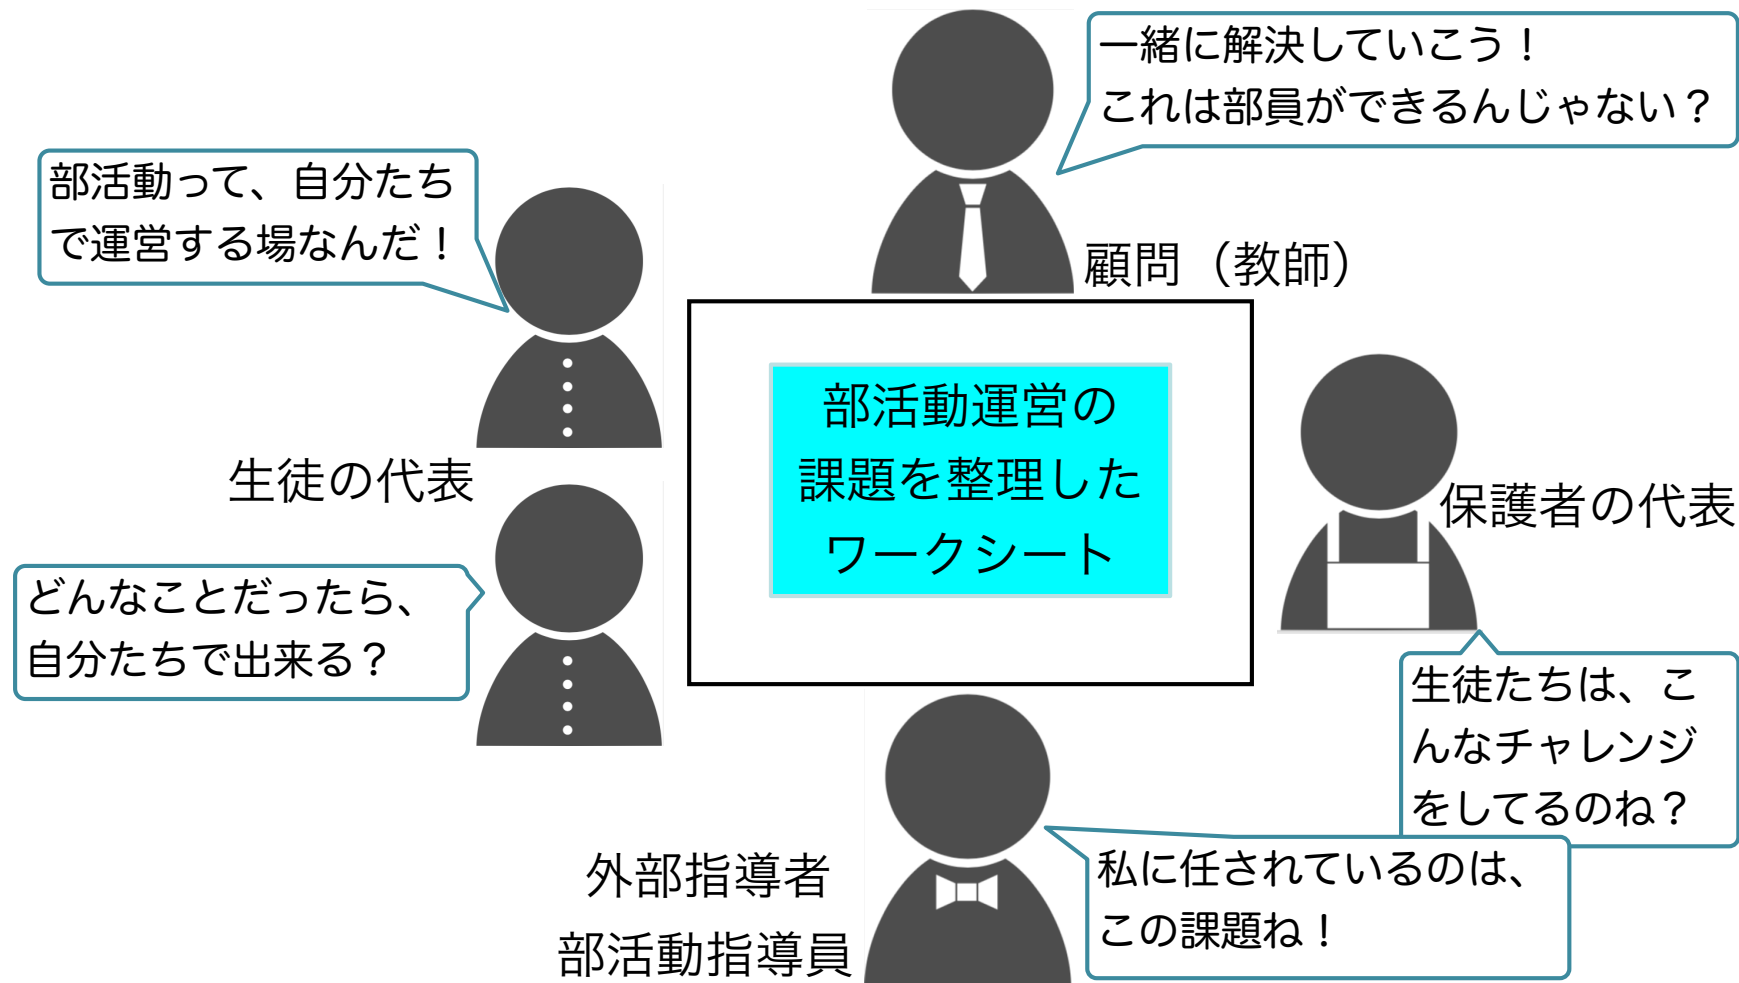 一緒に解決していこう！
これは部員ができるんじゃない？
顧問（教師）
部活動って、自分たち
で運営する場なんだ！
生徒の代表
どんなことだったら、
自分たちで出来る？
部活動運営の
課題を整理した
ワークシート
保護者の代表
生徒たちは、こ
んなチャレンジ
をしてるのね？
外部指導者
部活動指導員
私に任されているのは、
この課題ね！